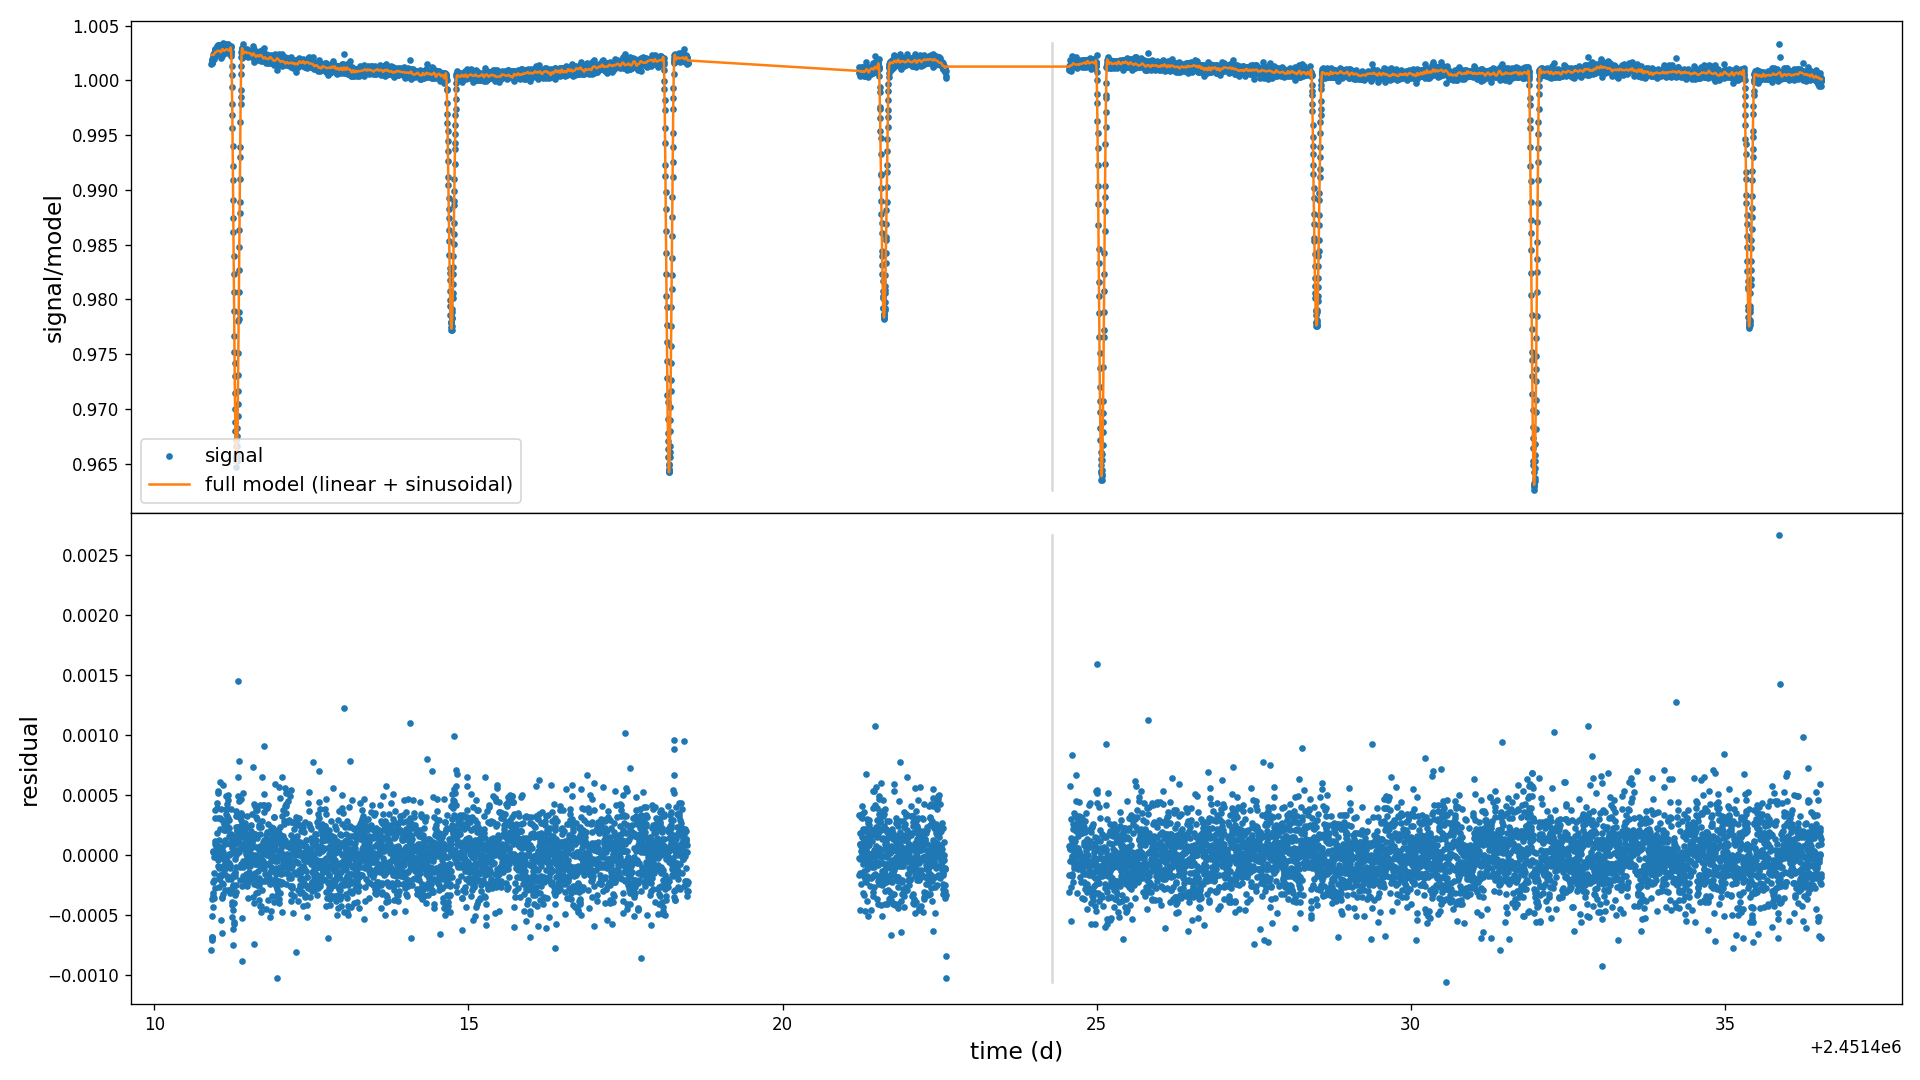 1.005
1.000
0.995
0.990
0.985
0.980
0.975
0.970
0.965
signal/model
signal
full model (linear + sinusoidal)
0.0025
0.0020
0.0015
0.0010
0.0005
0.0000
−0.0005
−0.0010
residual
10 15 20 25 30 35
time (d)
+2.4514e6